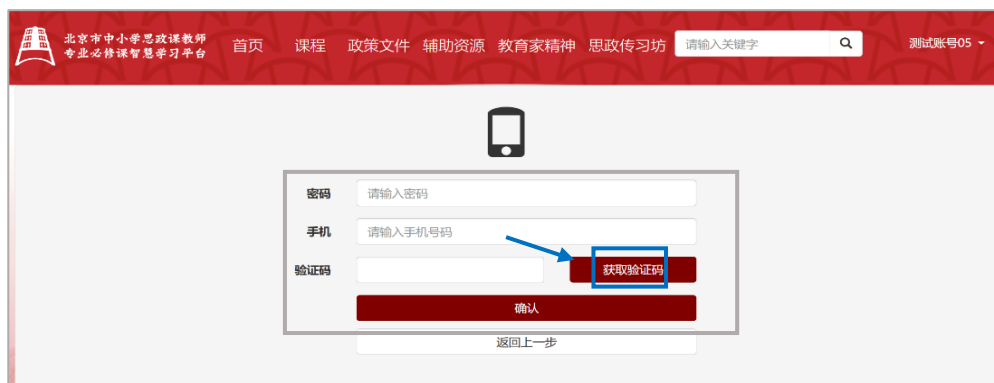 北京市中小学思政课教师
专业必修课智慧学习平台
首页 课程 政策文件 辅助资源 教育家精神 思政传习坊 请输入关键字 测试账号05
密码 请输入密码
手机 请输入手机号码
验证码 获取验证码
确认
返回上一步